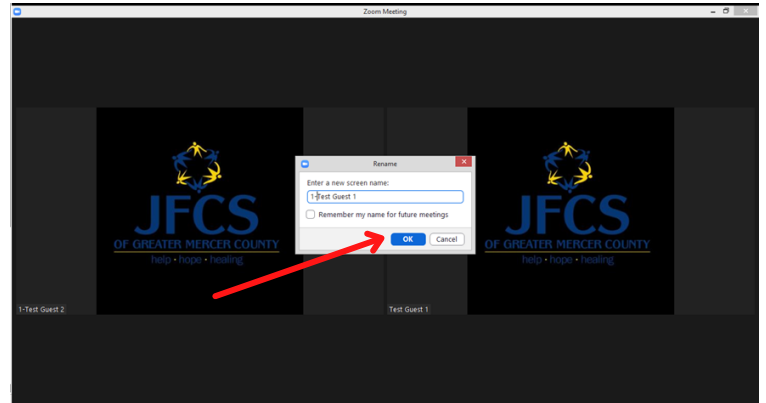 Zoom Meeting
JFCS
OF GREATER MERCER COUNTY
help • hope • healing
1-Test Guest 2
Rename
Enter a new screen name:
1-Test Guest 1
Remember my name for future meetings
OK Cancel
JFCS
OF GREATER MERCER COUNTY
help • hope • healing
Test Guest 1